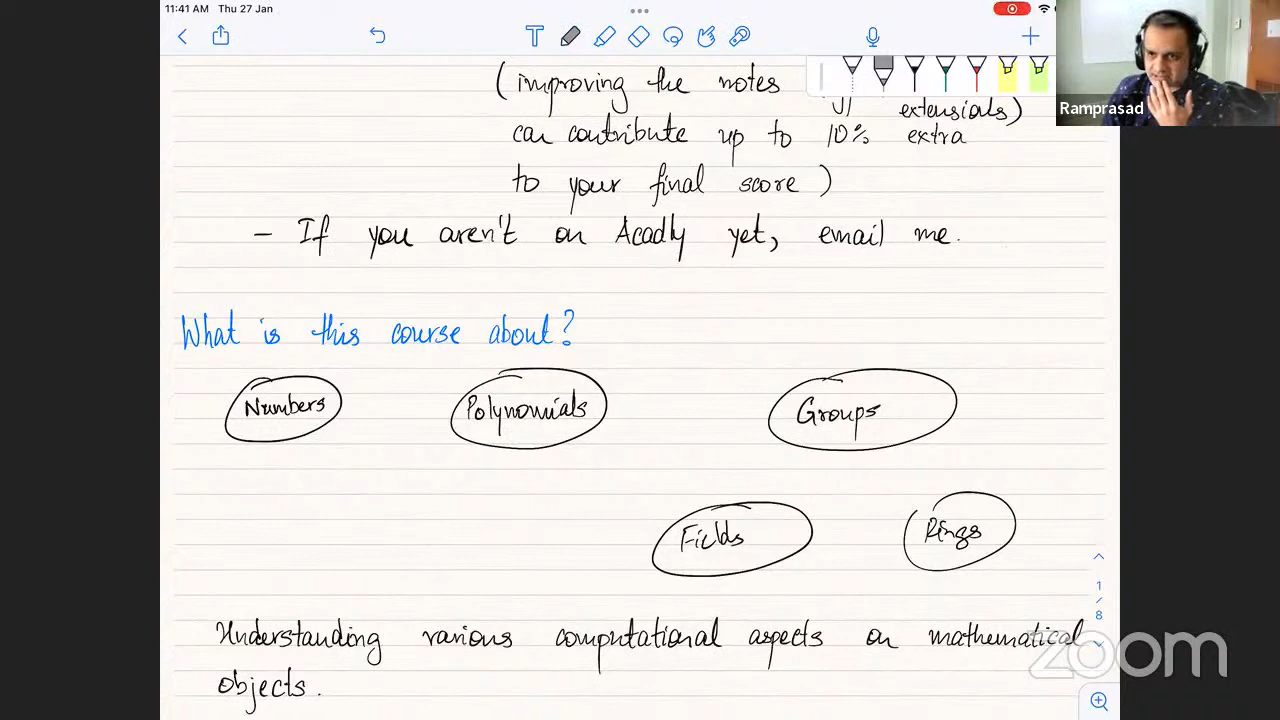 11:41 AM Thu 27 Jan
Ramprasad
(improving the notes
extensions)
can contribute up to 10% extra
to your final score)
- If you aren't on Acadly yet, email me.
What is this course about?
Numbers Polynomials Groups
Fields Rings
1
/
8
Understanding various computational aspects on mathematical
objects.
zoom